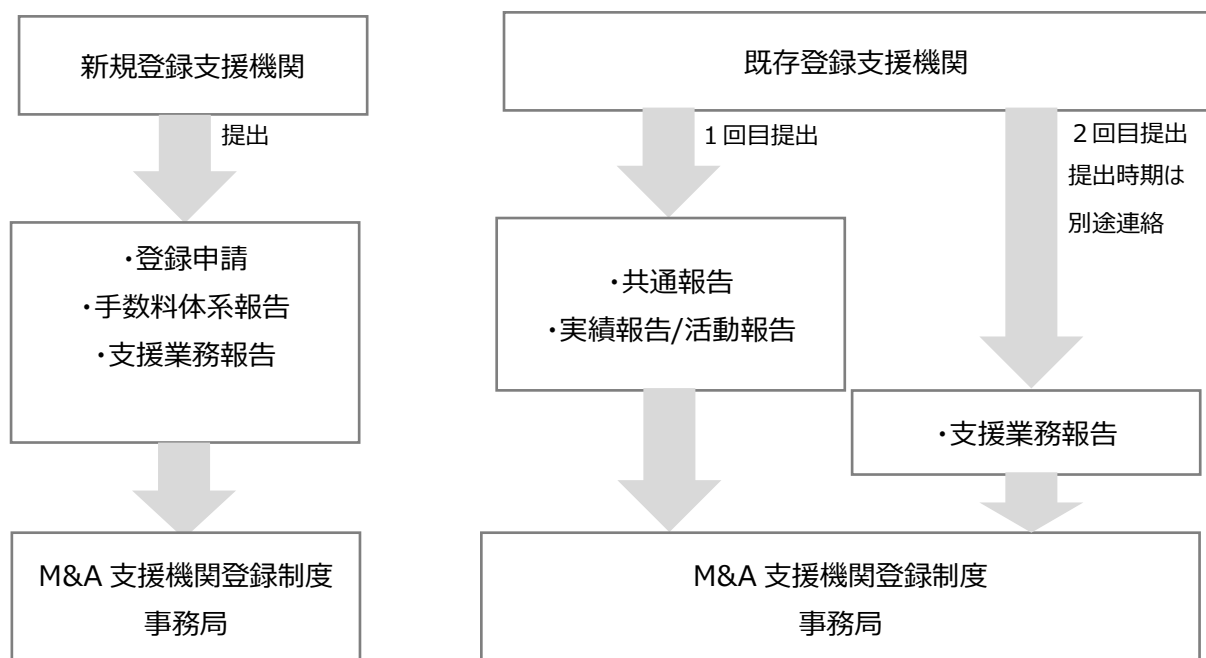 新規登録支援機関
提出
・登録申請
・手数料体系報告
・支援業務報告
M&A 支援機関登録制度
事務局
既存登録支援機関
1回目提出
2回目提出
提出時期は
別途連絡
・共通報告
・実績報告/活動報告
・支援業務報告
M&A 支援機関登録制度
事務局